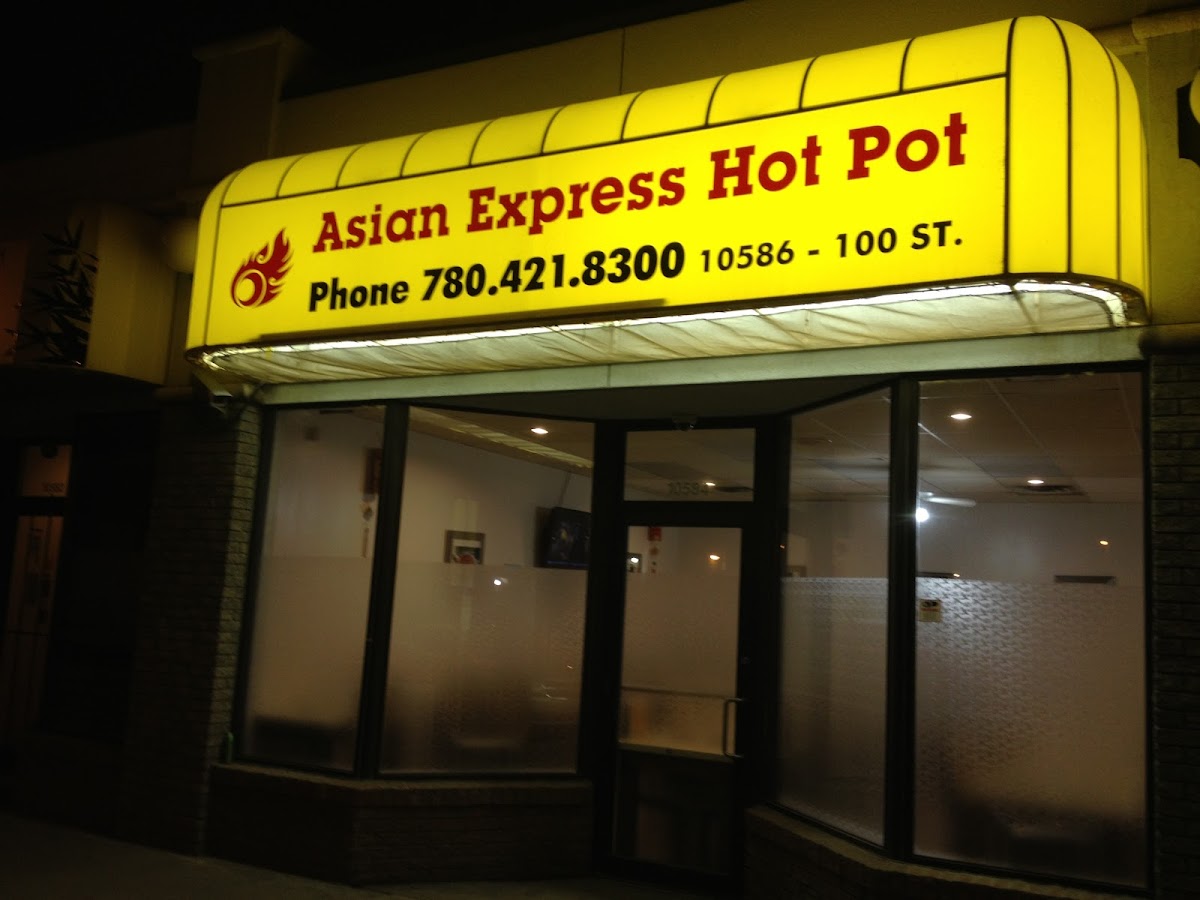 Asian Express Hot Pot
Phone 780.421.8300 10586 - 100 ST.